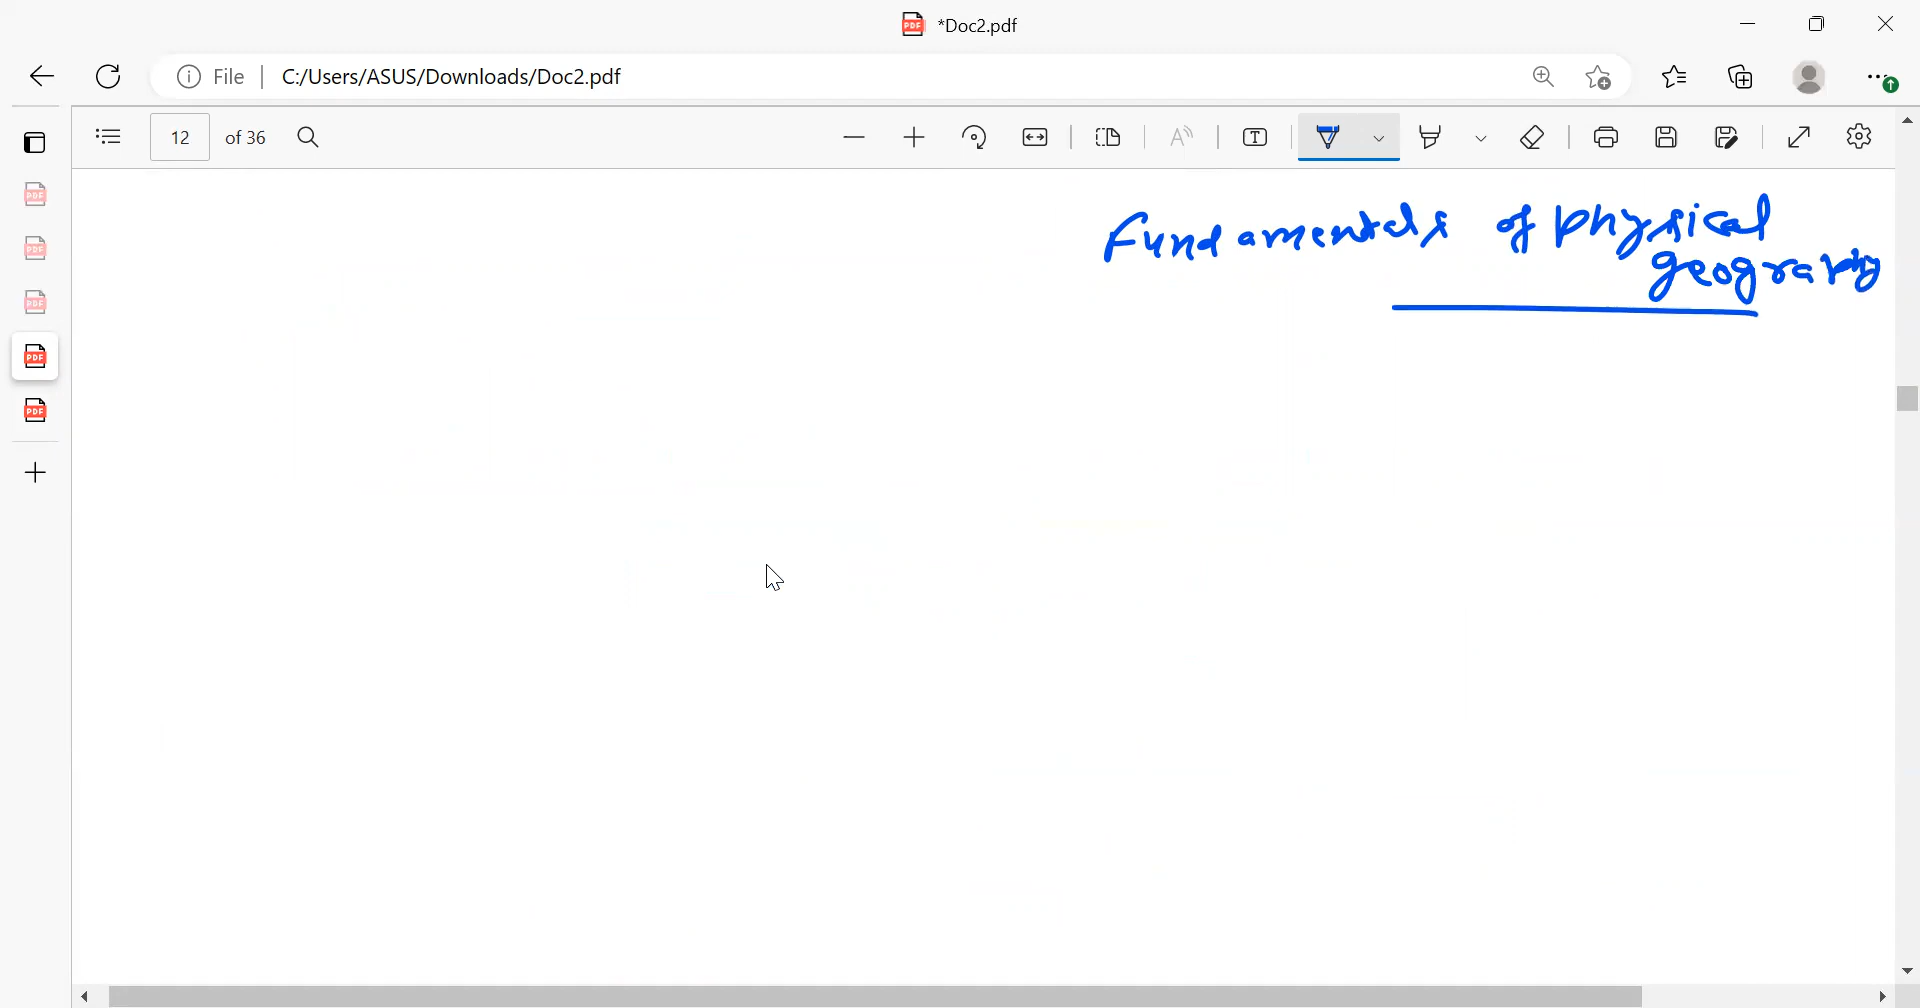 *Doc2.pdf
File C:/Users/ASUS/Downloads/Doc2.pdf
12 of 36
Fundamentals of physical
geography